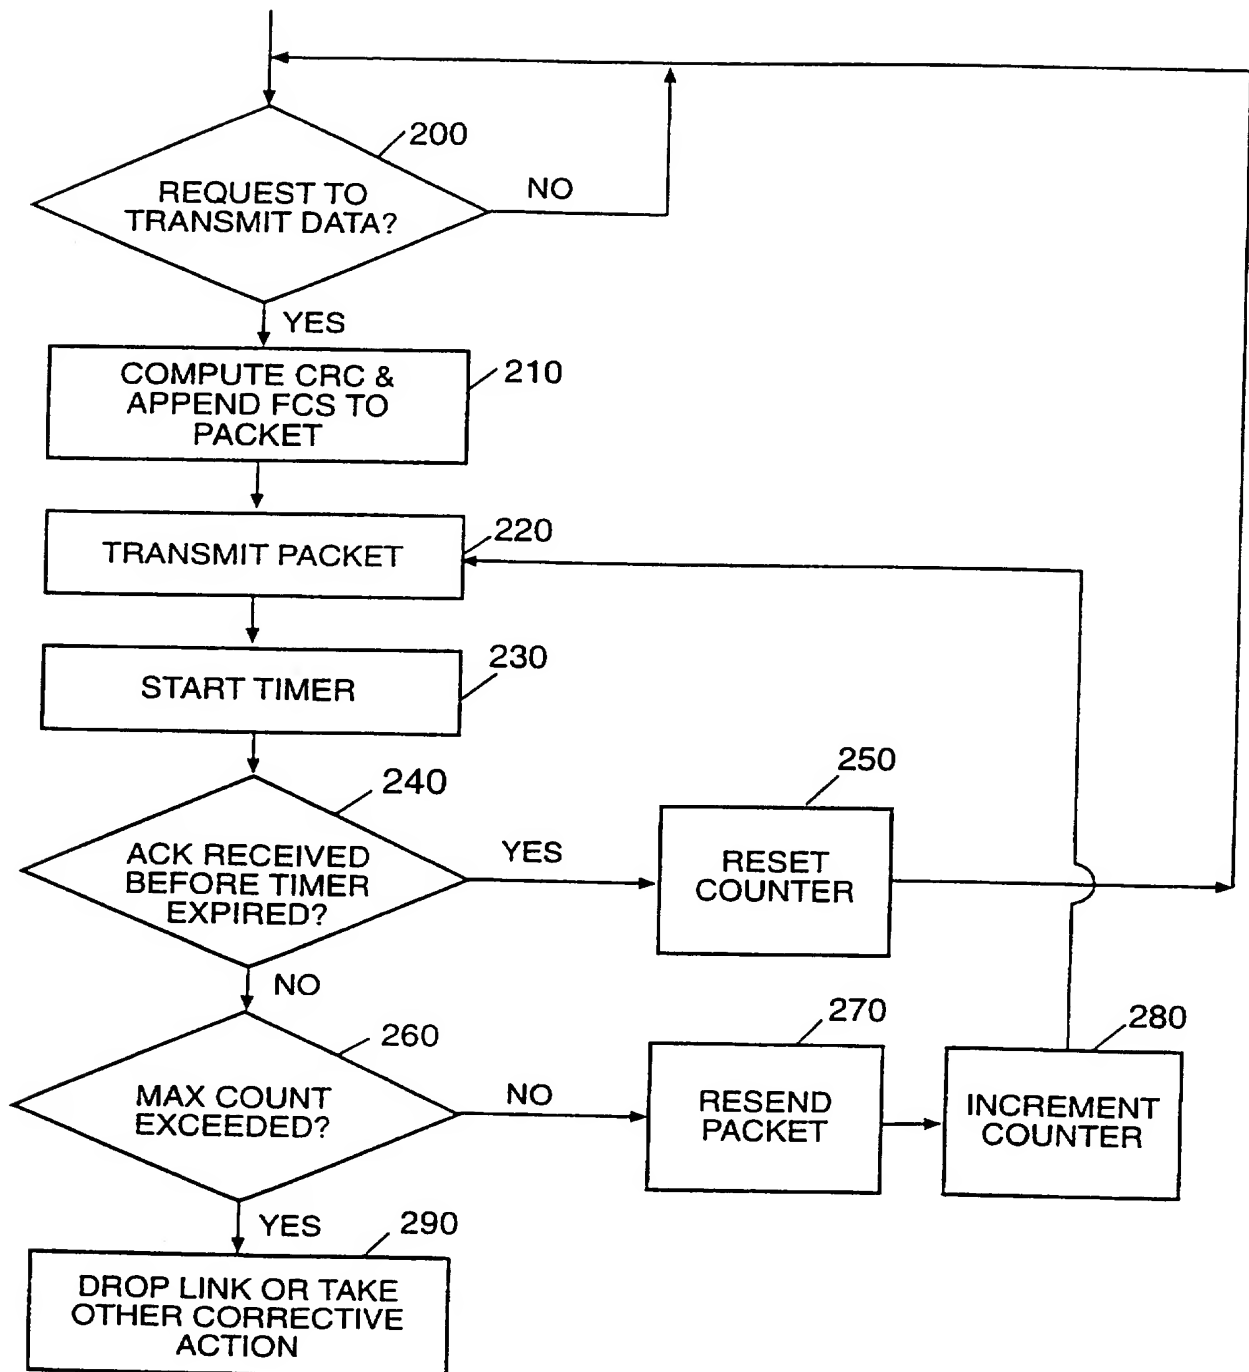 200
REQUEST TO
TRANSMIT DATA?
NO
YES
COMPUTE CRC &
APPEND FCS TO
PACKET
210
TRANSMIT PACKET
220
START TIMER
230
240
ACK RECEIVED
BEFORE TIMER
EXPIRED?
YES
250
RESET
COUNTER
NO
260
MAX COUNT
EXCEEDED?
NO
270
RESEND
PACKET
280
INCREMENT
COUNTER
YES
290
DROP LINK OR TAKE
OTHER CORRECTIVE
ACTION